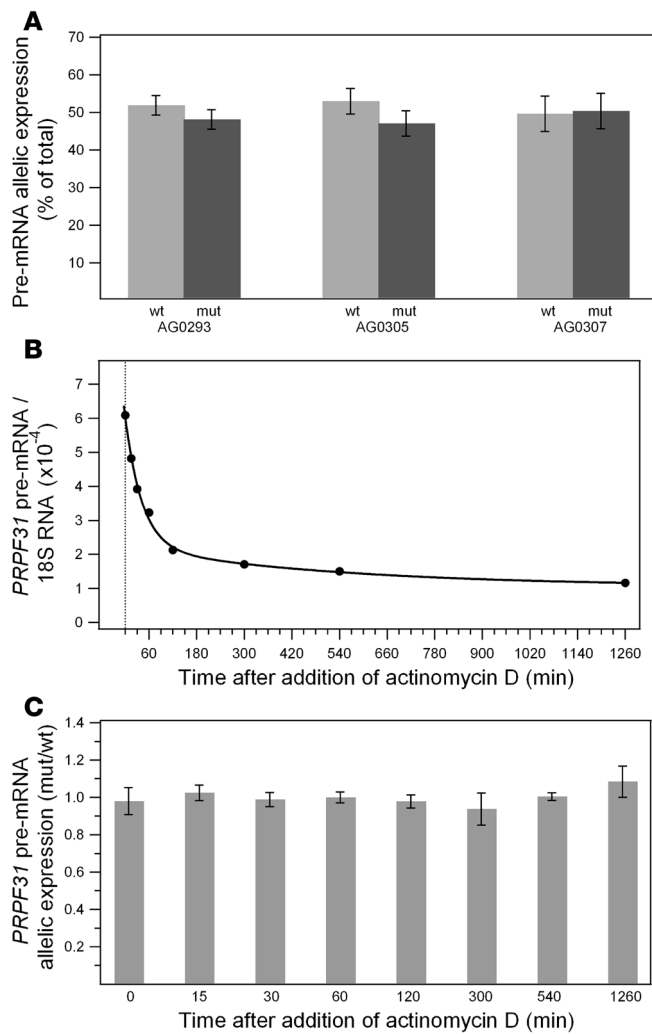 A
Pre-mRNA allelic expression
(% of total)
70
60
50
40
30
20
10
wt mut wt mut wt mut
AG0293 AG0305 AG0307
B
PRPF31 pre-mRNA /
18S RNA (x10⁻⁴)
7
6
5
4
3
2
1
0
60 180 300 420 540 660 780 900 1020 1140 1260
Time after addition of actinomycin D (min)
C
PRPF31 pre-mRNA
allelic expression (mut/wt)
1.4
1.2
1.0
0.8
0.6
0.4
0.2
0 15 30 60 120 300 540 1260
Time after addition of actinomycin D (min)